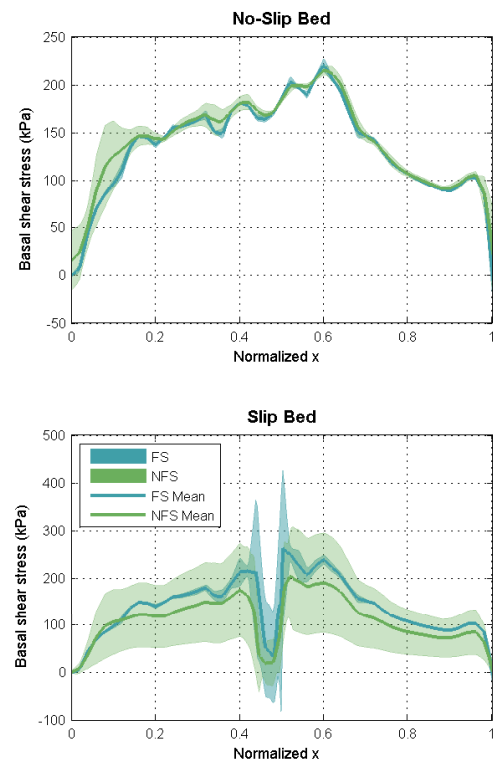 No-Slip Bed
250
200
150
100
50
0
-50
Basal shear stress (kPa)
0 0.2 0.4 0.6 0.8 1
Normalized x
Slip Bed
500
400
300
200
100
0
-100
Basal shear stress (kPa)
FS
NFS
FS Mean
NFS Mean
0 0.2 0.4 0.6 0.8 1
Normalized x